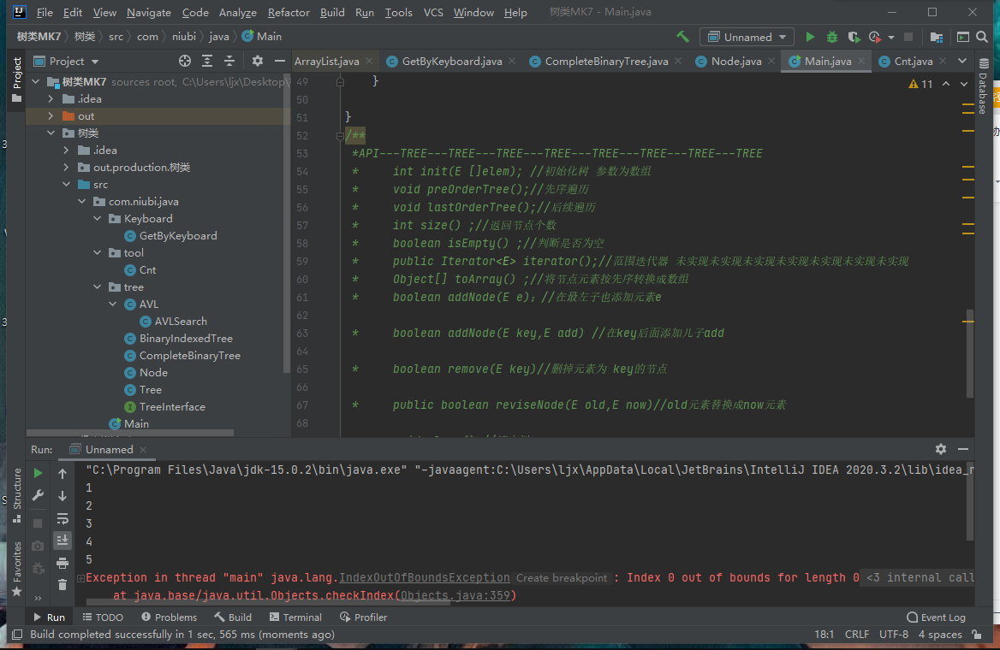 File Edit View Navigate Code Analyze Refactor Build Run Tools VCS Window Help 树类MK7 - Main.java
树类MK7 树类 src com niubi java Main Unnamed
Project ArrayList.java GetByKeyboard.java CompleteBinaryTree.java Node.java Main.java Cnt.java
Project
Database
树类MK7 sources root, C:\Users\ljx\Desktop\
.idea
out
树类
.idea
out.production.树类
src
com.niubi.java
Keyboard
GetByKeyboard
tool
Cnt
tree
AVL
AVLSearch
BinaryIndexedTree
CompleteBinaryTree
Node
Tree
TreeInterface
Main
11
49 }
50
51 }
52 /**
53 *API---TREE---TREE---TREE---TREE---TREE---TREE---TREE---TREE
54 * int init(E []elem); //初始化树 参数为数组
55 * void preOrderTree();//先序遍历
56 * void lastOrderTree();//后续遍历
57 * int size() ;//返回节点个数
58 * boolean isEmpty() ;//判断是否为空
59 * public Iterator<E> iterator();//范围迭代器 未实现未实现未实现未实现未实现未实现未实现
60 * Object[] toArray() ;//将节点元素按先序转换成数组
61 * boolean addNode(E e); //在最左子也添加元素e
62
63 * boolean addNode(E key,E add) //在key后面添加儿子add
64
65 * boolean remove(E key)//删掉元素为 key的节点
66
67 * public boolean reviseNode(E old,E now)//old元素替换成now元素
68
Run: Unnamed
Structure
Favorites
"C:\Program Files\Java\jdk-15.0.2\bin\java.exe" "-javaagent:C:\Users\ljx\AppData\Local\JetBrains\IntelliJ IDEA 2020.3.2\lib\idea_r
1
2
3
4
5
Exception in thread "main" java.lang.IndexOutOfBoundsException Create breakpoint : Index 0 out of bounds for length 0 <3 internal call
at java.base/java.util.Objects.checkIndex(Objects.java:359)
Run TODO Problems Build Terminal Profiler Event Log
Build completed successfully in 1 sec, 565 ms (moments ago) 18:1 CRLF UTF-8 4 spaces